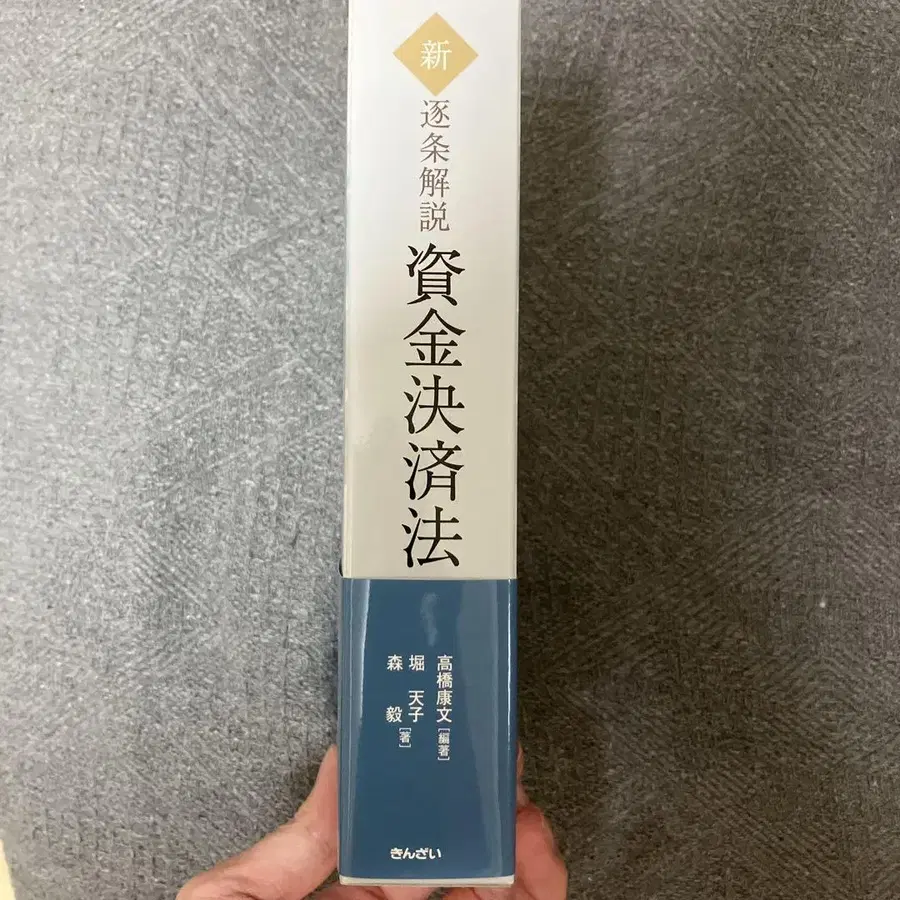 新
逐条解説
資金決済法
高橋康文[編著]
堀 天子
森 毅[著]
きんざい